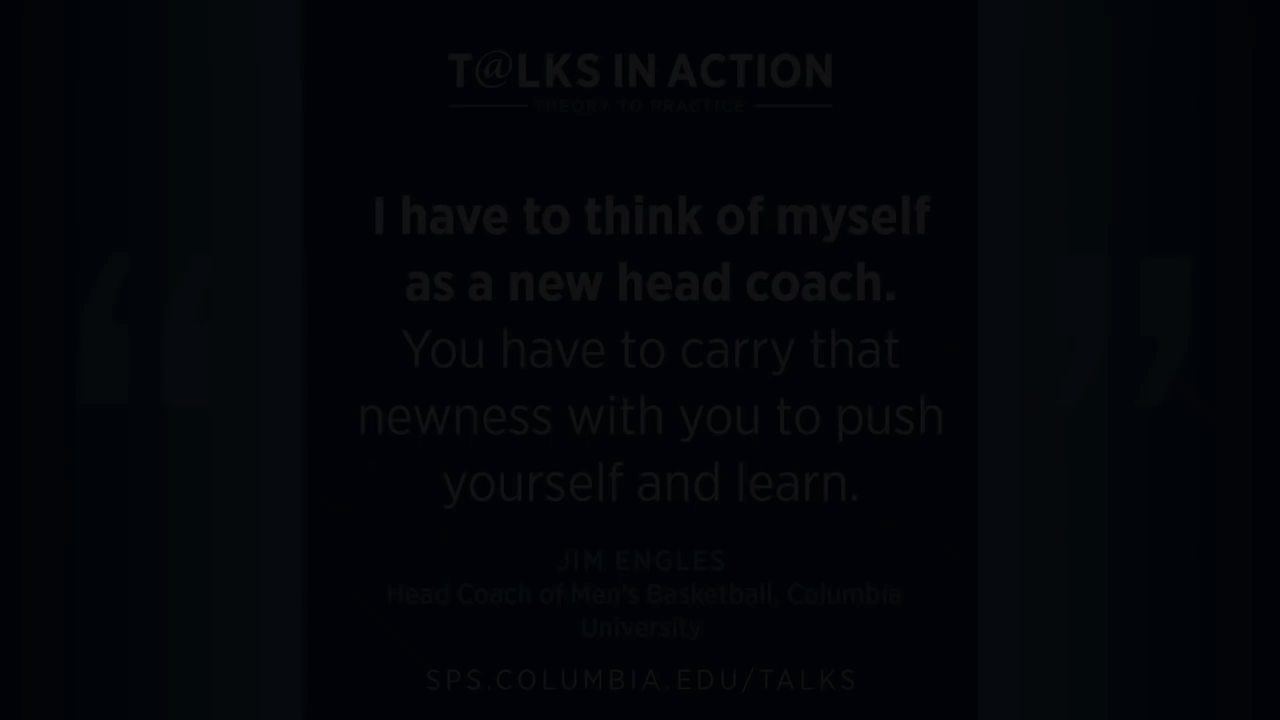 T@LKS IN ACTION
THEORY TO PRACTICE
I have to think of myself
as a new head coach.
You have to carry that
newness with you to push
yourself and learn.
JIM ENGLES
Head Coach of Men's Basketball, Columbia
University
SPS.COLUMBIA.EDU/TALKS